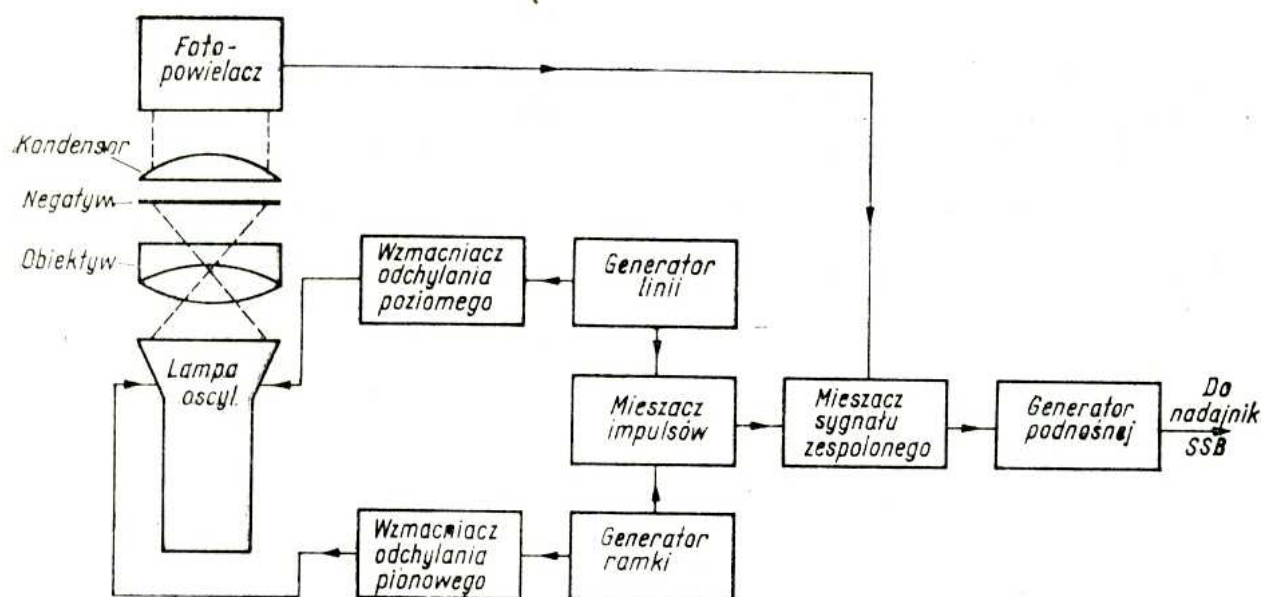 Foto-
powielacz
Kondensor
Negatyw
Obiektyw
Lampa
oscyl.
Wzmacniacz
odchylania
poziomego
Generator
linii
Mieszacz
impulsów
Mieszacz
sygnału
zespolonego
Generator
podnośnej
Do
nadajnik
SSB
Wzmacniacz
odchylania
pionowego
Generator
ramki